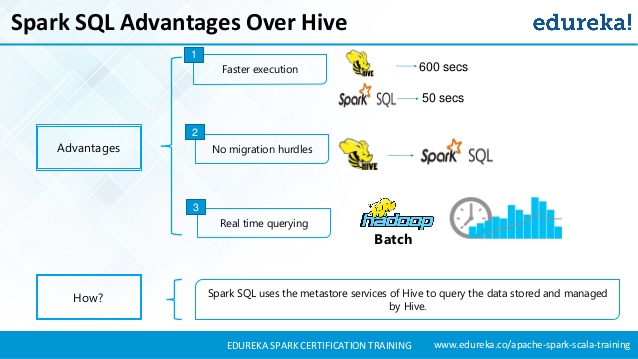 Spark SQL Advantages Over Hive
edureka!
1
Faster execution
HIVE
600 secs
Spark SQL
50 secs
Advantages
2
No migration hurdles
HIVE
Spark SQL
3
Real time querying
hadoop
Batch
How?
Spark SQL uses the metastore services of Hive to query the data stored and managed
by Hive.
EDUREKA SPARK CERTIFICATION TRAINING
www.edureka.co/apache-spark-scala-training